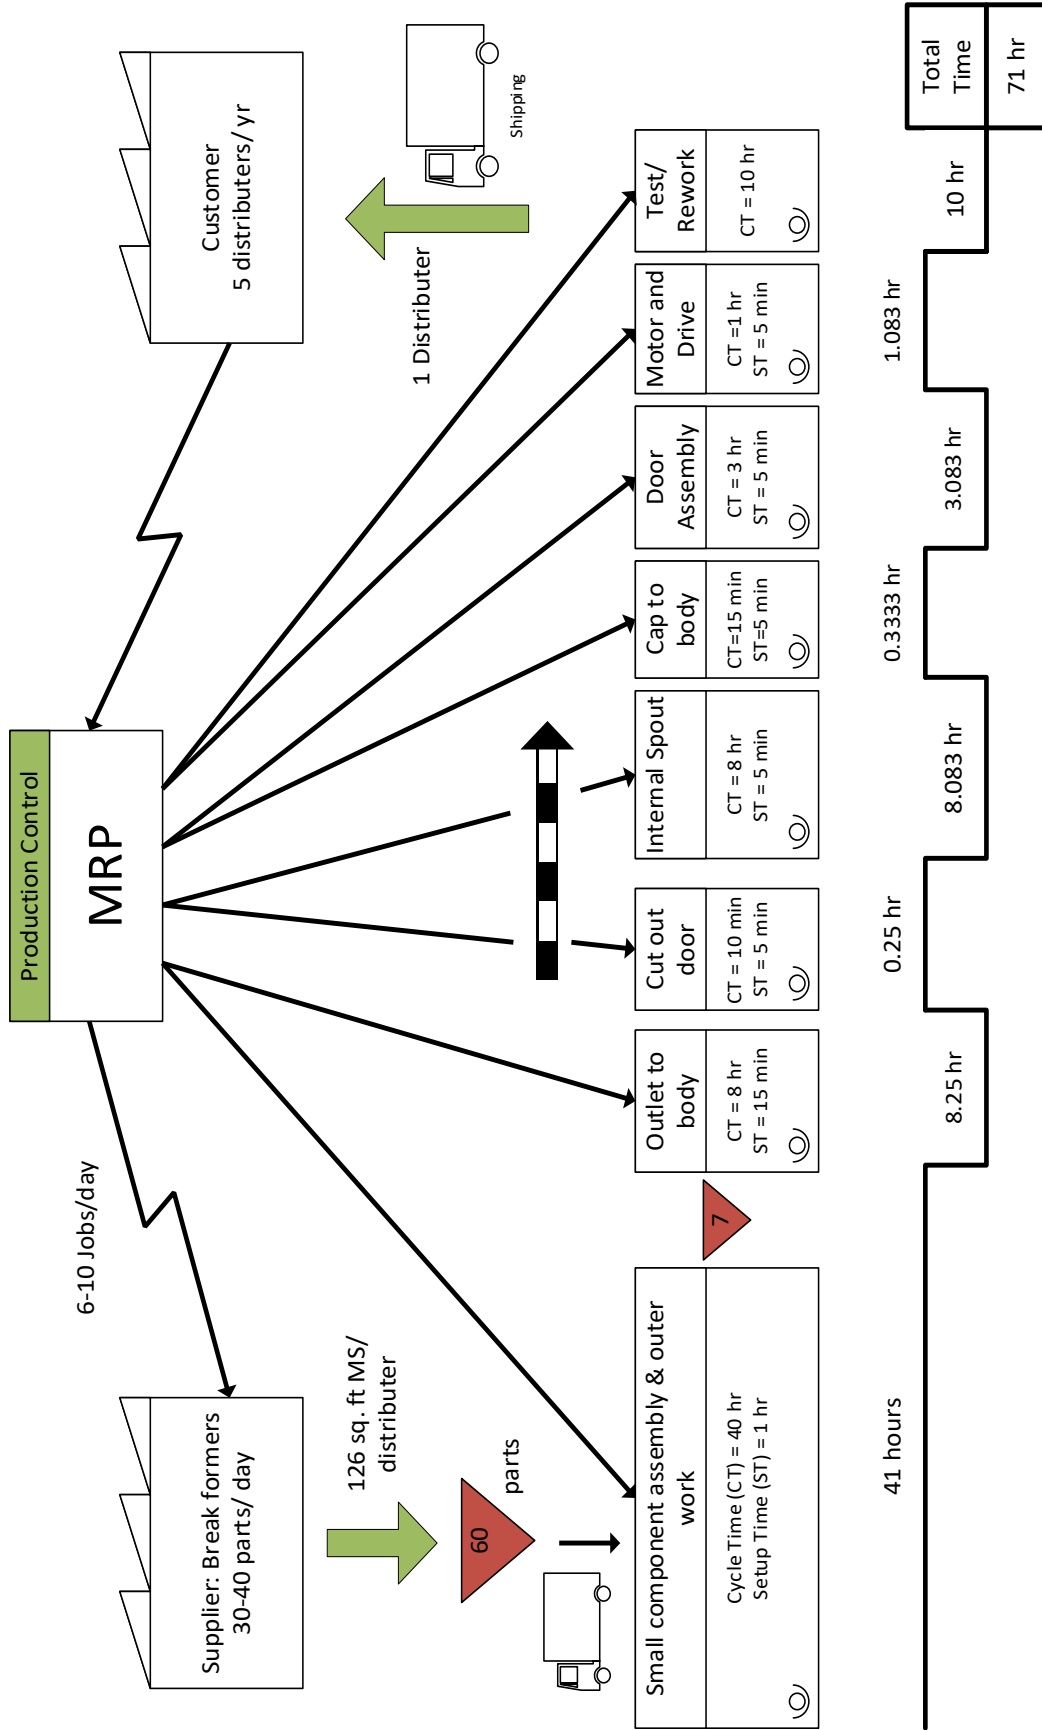 Production Control
MRP
Supplier: Break formers
30-40 parts/ day
6-10 Jobs/day
Customer
5 distributers/ yr
126 sq. ft MS/
distributer
60
parts
1 Distributer
Shipping
Small component assembly & outer
work
Cycle Time (CT) = 40 hr
Setup Time (ST) = 1 hr
7
Outlet to
body
CT = 8 hr
ST = 15 min
Cut out
door
CT = 10 min
ST = 5 min
Internal Spout
CT = 8 hr
ST = 5 min
Cap to
body
CT=15 min
ST=5 min
Door
Assembly
CT = 3 hr
ST = 5 min
Motor and
Drive
CT =1 hr
ST = 5 min
Test/
Rework
CT = 10 hr
41 hours
8.25 hr
0.25 hr
8.083 hr
0.3333 hr
3.083 hr
1.083 hr
10 hr
Total
Time
71 hr